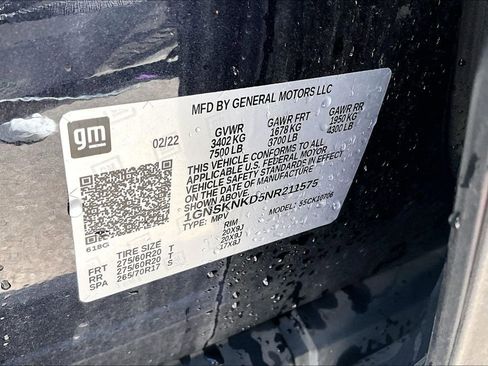 MFD BY GENERAL MOTORS LLC
gm
02/22
GVWR GAWR FRT GAWR RR
3402 KG 1678 KG 1950 KG
7500 LB 3700 LB 4300 LB
THIS VEHICLE CONFORMS TO ALL
APPLICABLE U.S. FEDERAL MOTOR
VEHICLE SAFETY STANDARDS IN
EFFECT ON THE DATE OF
MANUFACTURE SHOWN ABOVE.
1GNSKNKD5NR211575
TYPE: MPV MODEL: SSCK10706
618G
TIRE SIZE RIM
FRT 275/60R20 T 20X9J
RR 275/60R20 T 20X9J
SPA 265/70R17 S 17X8J